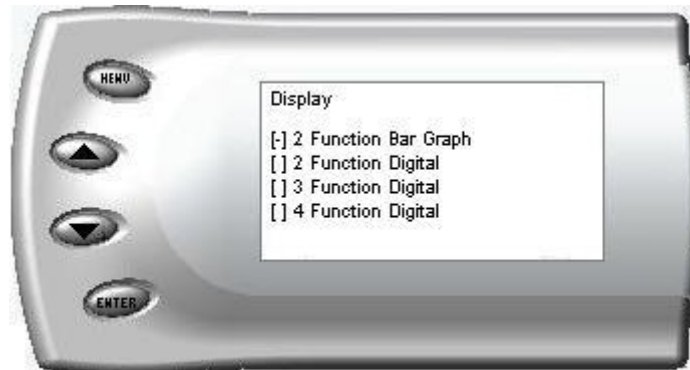 MENU
Display
[-] 2 Function Bar Graph
[ ] 2 Function Digital
[ ] 3 Function Digital
[ ] 4 Function Digital
ENTER